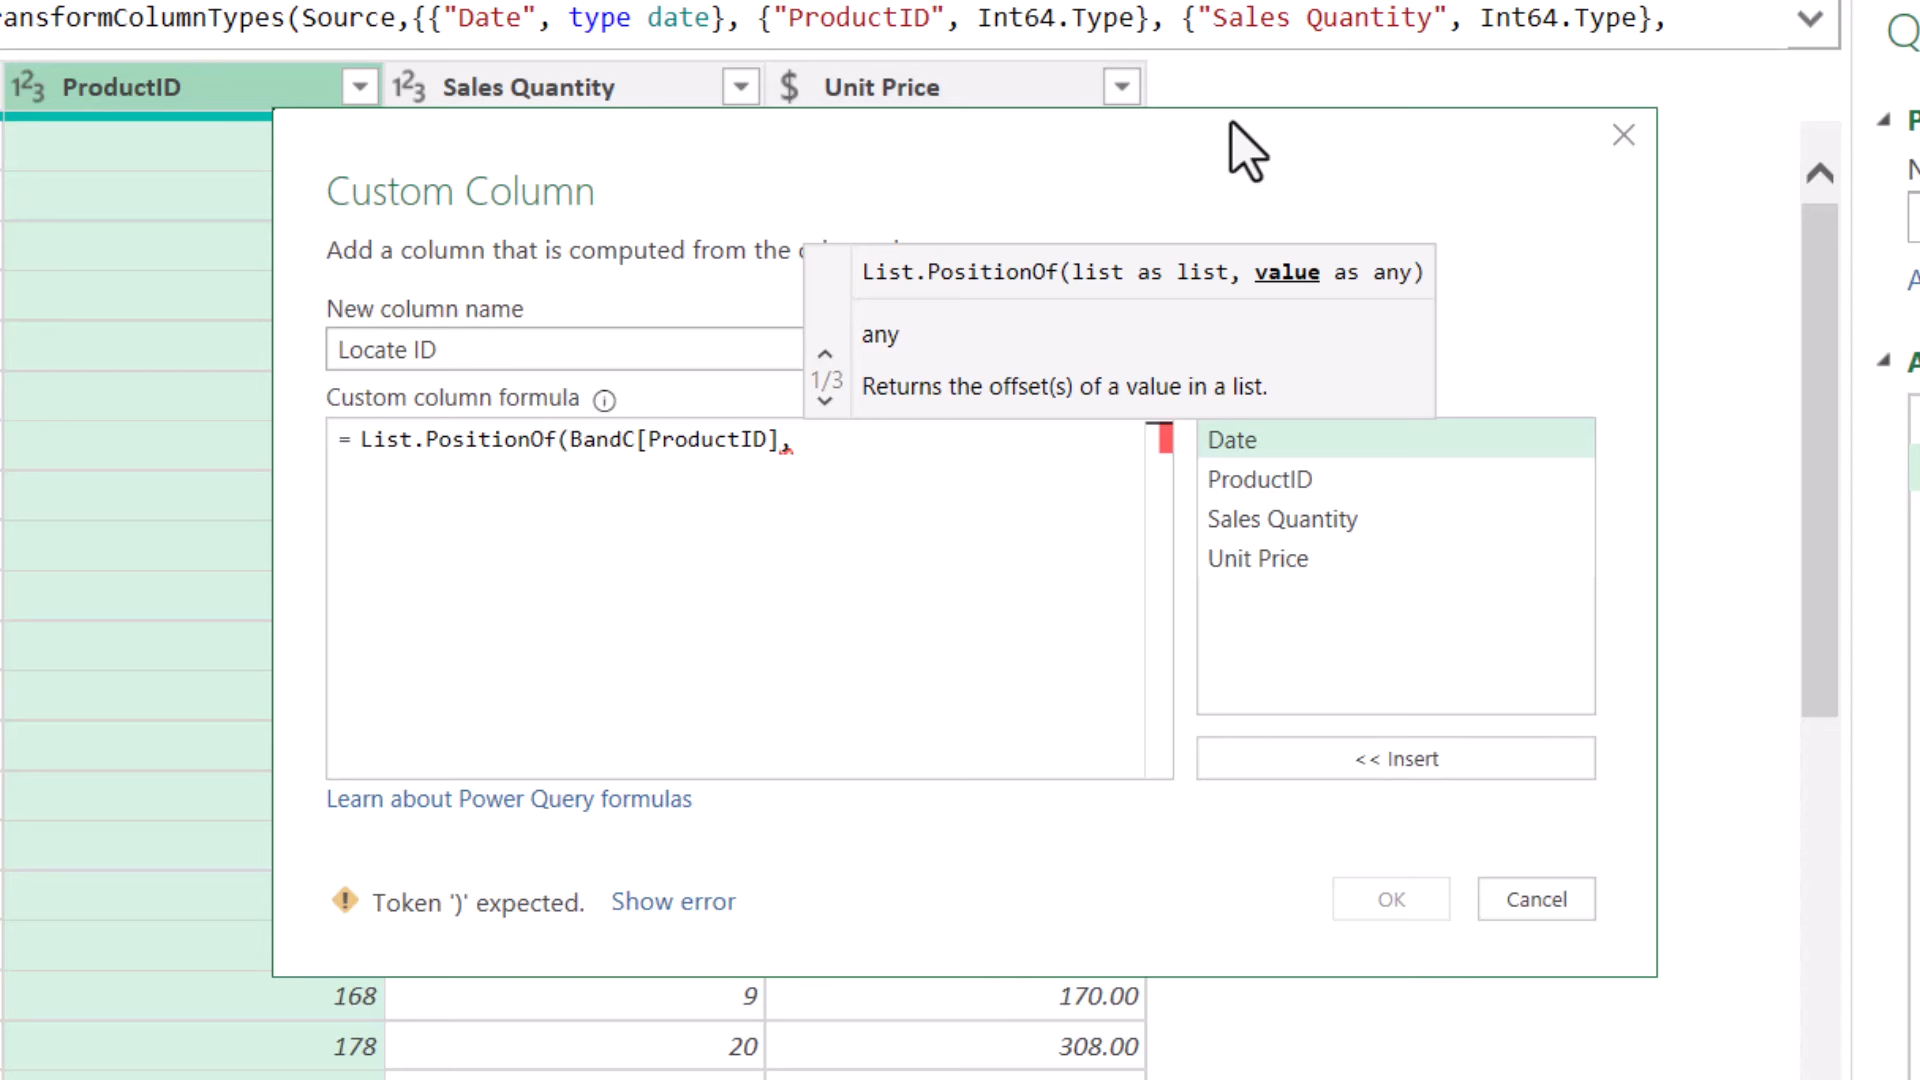 ansformColumnTypes(Source,{{"Date", type date}, {"ProductID", Int64.Type}, {"Sales Quantity", Int64.Type},
1²3 ProductID
1²3 Sales Quantity
$ Unit Price
Custom Column
Add a column that is computed from the
New column name
Locate ID
List.PositionOf(list as list, value as any)
any
1/3
Returns the offset(s) of a value in a list.
Custom column formula
= List.PositionOf(BandC[ProductID],
Date
ProductID
Sales Quantity
Unit Price
<< Insert
Learn about Power Query formulas
Token ')' expected.
Show error
OK
Cancel
168 9 170.00
178 20 308.00